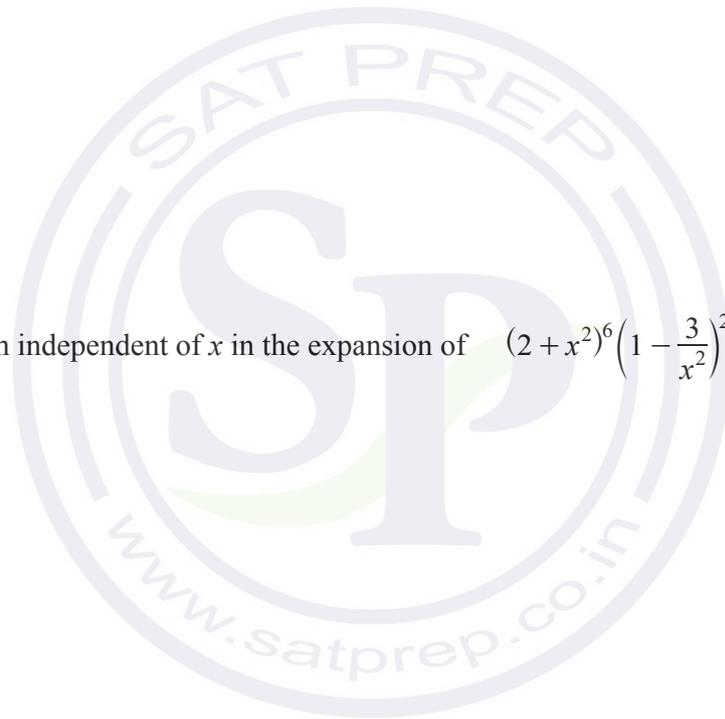 SAT PREP
independent of x in the expansion of (2 + x²)⁶(1 − 3/x²)²
SP
www.satprep.co.in